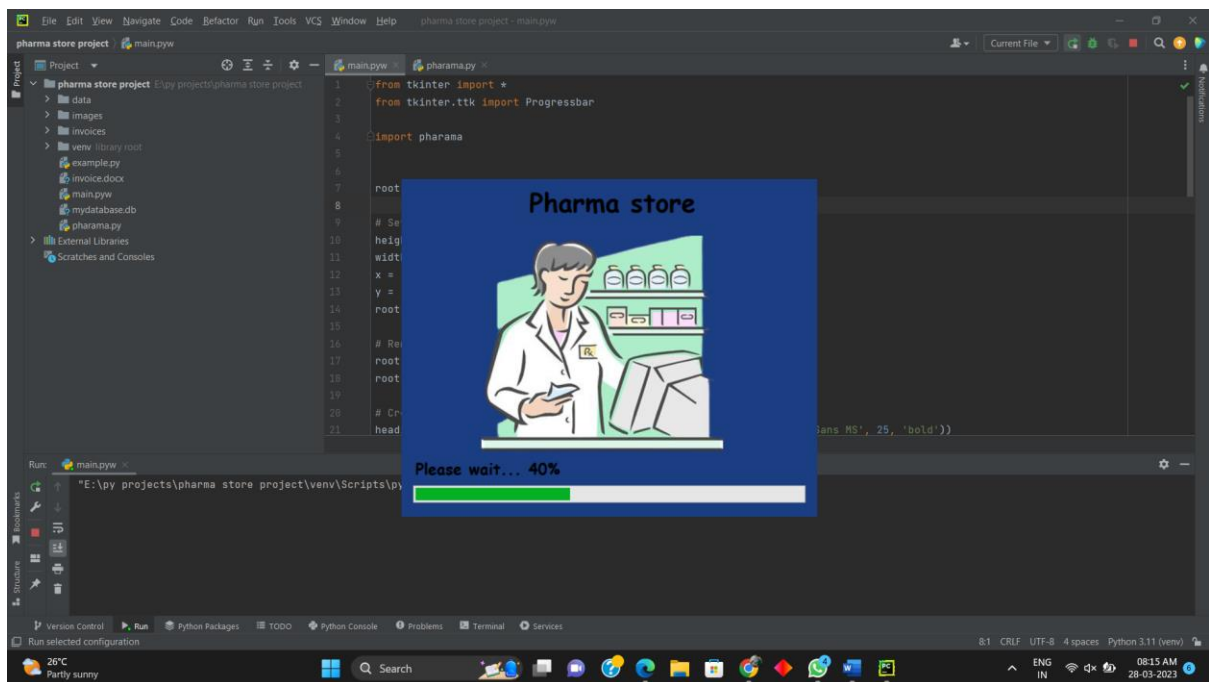 File Edit View Navigate Code Refactor Run Tools VCS Window Help pharma store project - main.pyw
pharma store project main.pyw Current File
Project main.pyw pharama.py
pharma store project E:\py projects\pharma store project
data
images
invoices
venv library root
example.py
invoice.docx
main.pyw
mydatabase.db
pharama.py
External Libraries
Scratches and Consoles
Project
Notifications
1 from tkinter import *
2 from tkinter.ttk import Progressbar
3
4 import pharama
5
6
7 root
8
9 # Se
10 heig
11 widt
12 x =
13 y =
14 root
15
16 # Re
17 root
18 root
19
20 # Cr
21 head Sans MS', 25, 'bold'))
Pharma store
Rx
Please wait... 40%
Run: main.pyw
"E:\py projects\pharma store project\venv\Scripts\py
Bookmarks
Structure
Version Control Run Python Packages TODO Python Console Problems Terminal Services
Run selected configuration 8:1 CRLF UTF-8 4 spaces Python 3.11 (venv)
26°C
Partly sunny
Search
ENG
IN
08:15 AM
28-03-2023
6